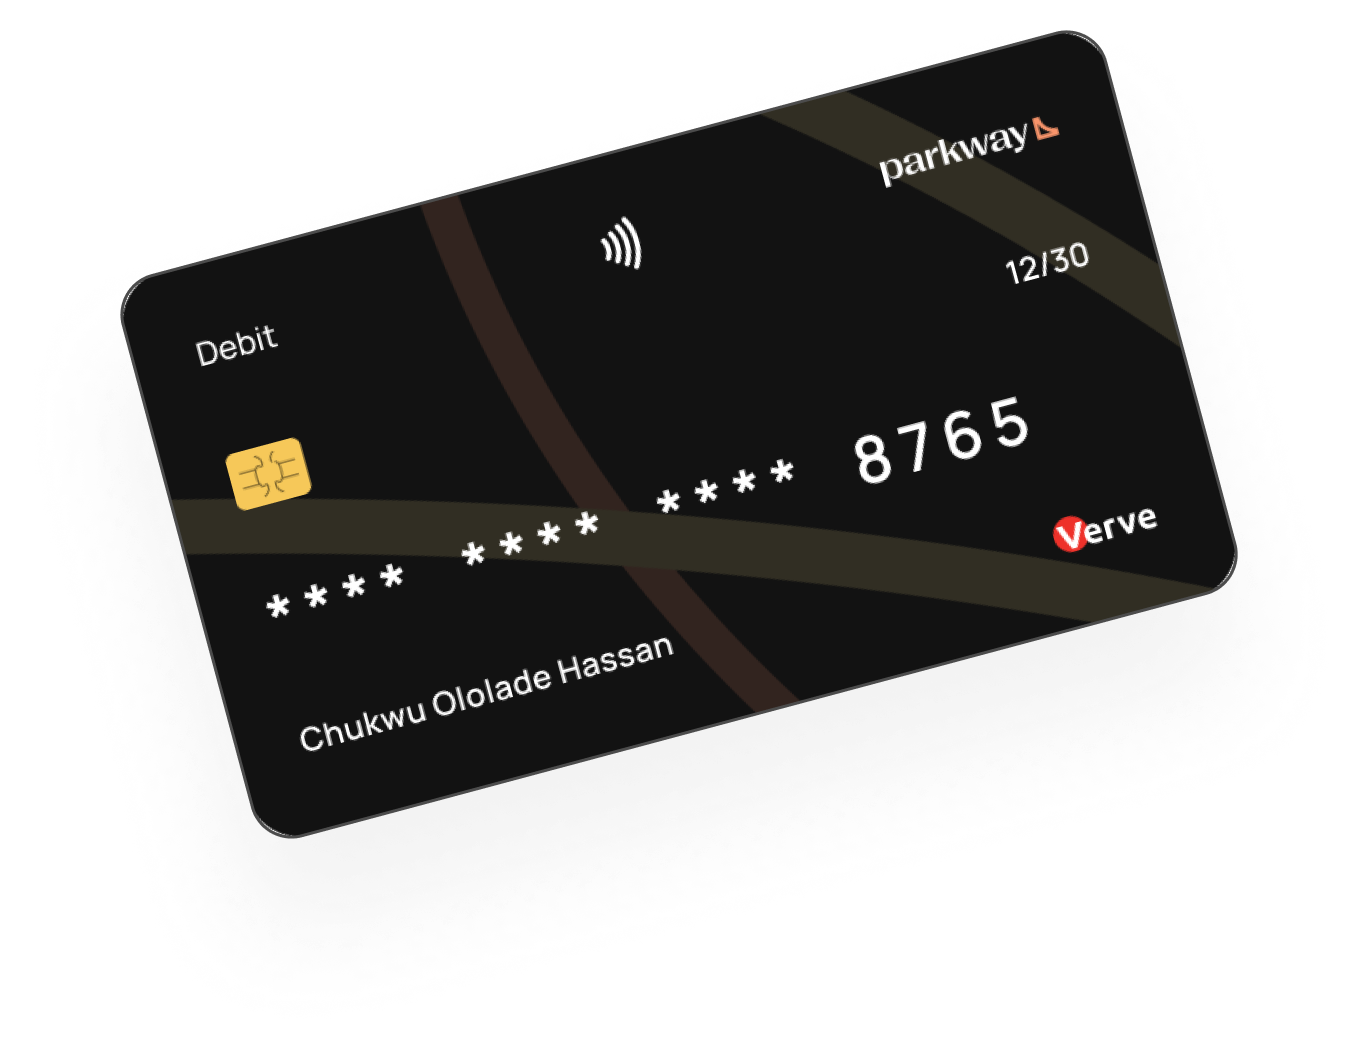 parkway
12/30
Debit
**** **** **** 8765
Verve
Chukwu Ololade Hassan